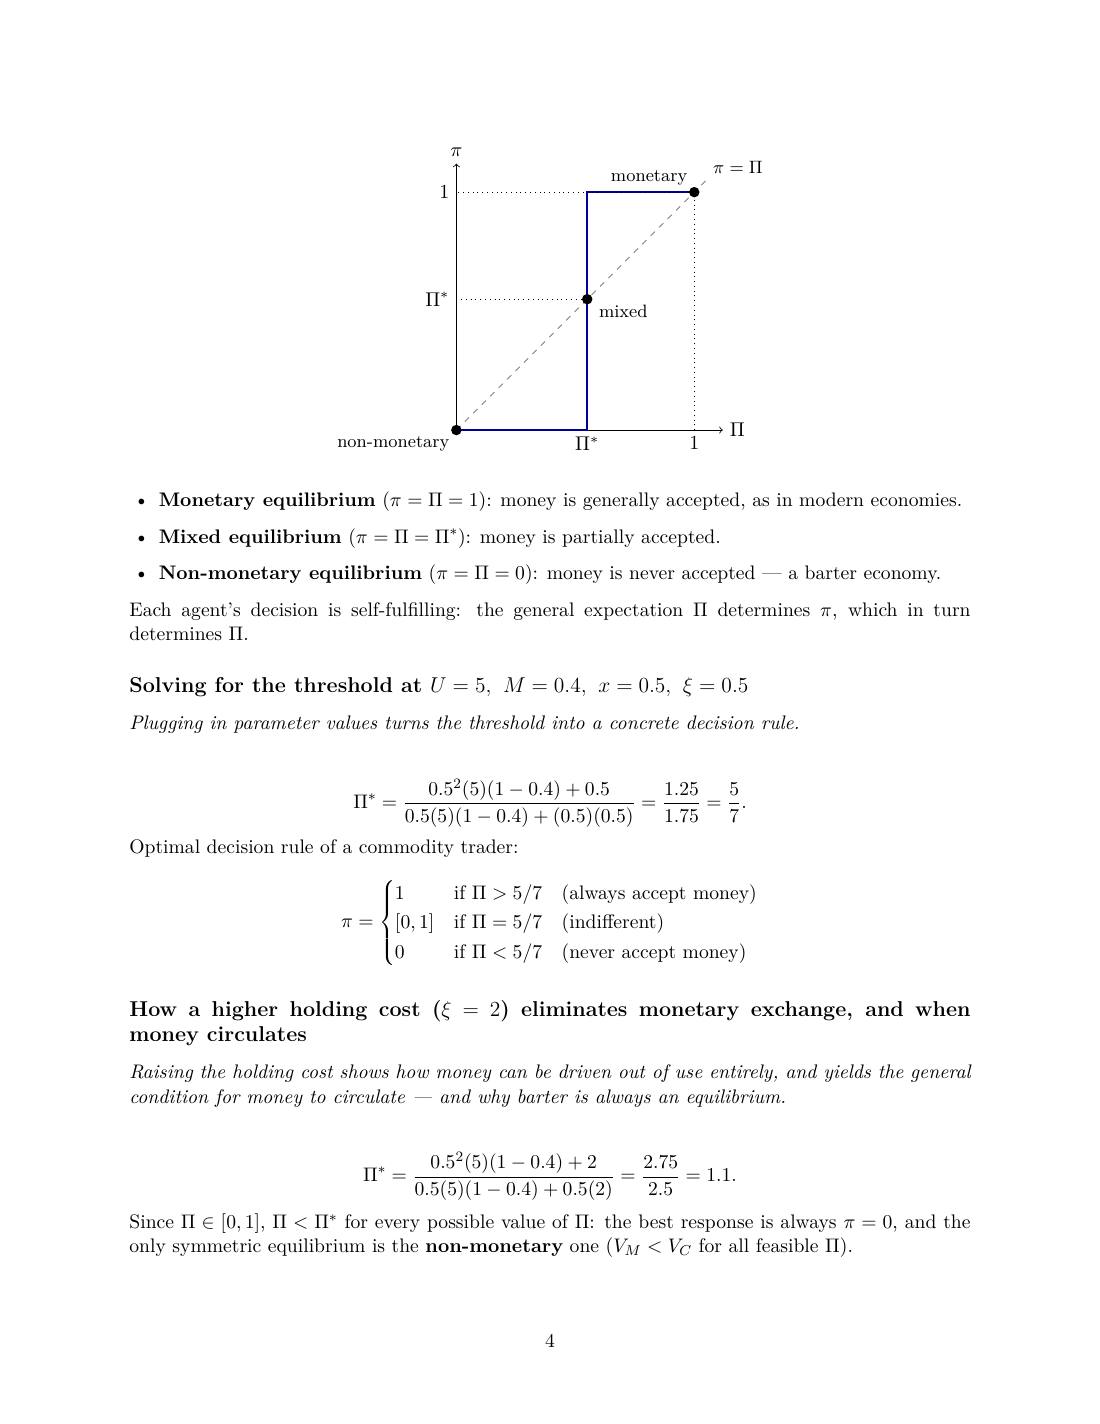 π
monetary
π = Π
1
Π*
mixed
non-monetary
Π*
1
Π
• Monetary equilibrium (π = Π = 1): money is generally accepted, as in modern economies.
• Mixed equilibrium (π = Π = Π*): money is partially accepted.
• Non-monetary equilibrium (π = Π = 0): money is never accepted — a barter economy.
Each agent's decision is self-fulfilling: the general expectation Π determines π, which in turn
determines Π.
Solving for the threshold at U = 5, M = 0.4, x = 0.5, ξ = 0.5
Plugging in parameter values turns the threshold into a concrete decision rule.
Π* = \frac{0.5²(5)(1 − 0.4) + 0.5}{0.5(5)(1 − 0.4) + (0.5)(0.5)} = \frac{1.25}{1.75} = \frac{5}{7}.
Optimal decision rule of a commodity trader:
π = { 1 if Π > 5/7 (always accept money)
[0, 1] if Π = 5/7 (indifferent)
0 if Π < 5/7 (never accept money)
How a higher holding cost (ξ = 2) eliminates monetary exchange, and when
money circulates
Raising the holding cost shows how money can be driven out of use entirely, and yields the general
condition for money to circulate — and why barter is always an equilibrium.
Π* = \frac{0.5²(5)(1 − 0.4) + 2}{0.5(5)(1 − 0.4) + 0.5(2)} = \frac{2.75}{2.5} = 1.1.
Since Π ∈ [0, 1], Π < Π* for every possible value of Π: the best response is always π = 0, and the
only symmetric equilibrium is the non-monetary one (V_M < V_C for all feasible Π).
4